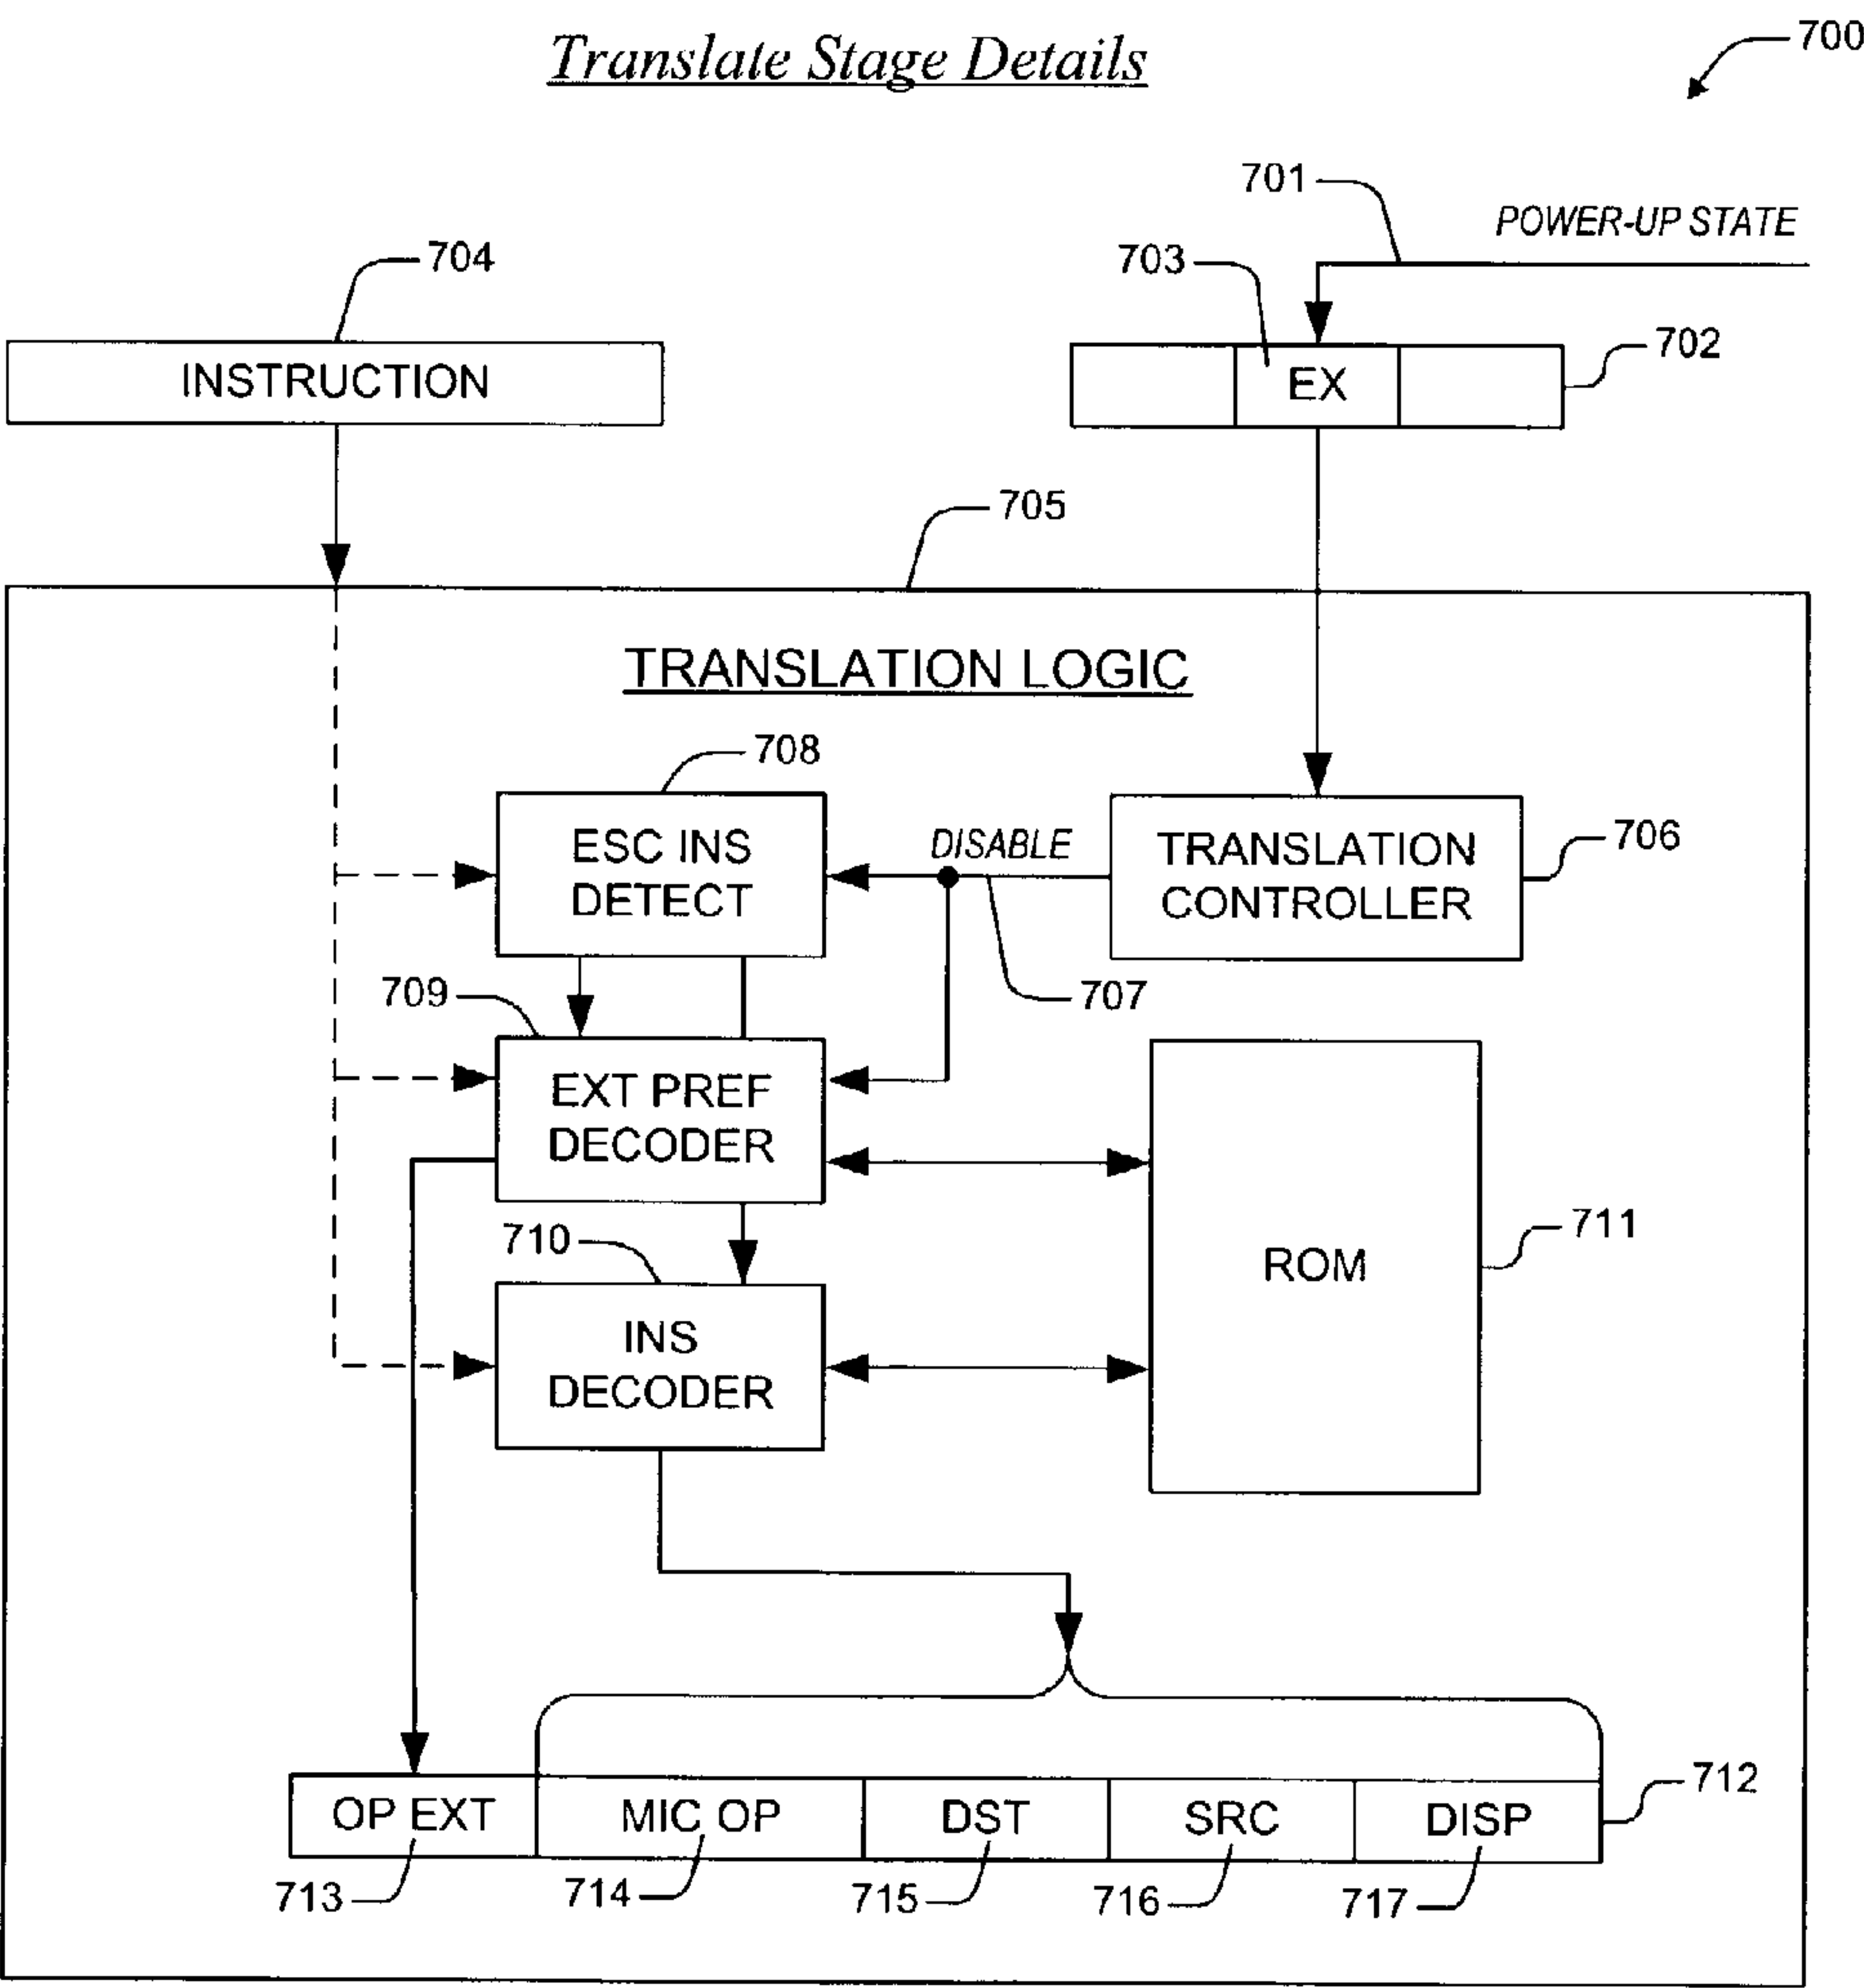 Translate Stage Details
700
701
POWER-UP STATE
703
704
702
INSTRUCTION
EX
705
TRANSLATION LOGIC
708
ESC INS
DETECT
DISABLE
TRANSLATION
CONTROLLER
706
709
707
EXT PREF
DECODER
710
711
ROM
INS
DECODER
712
OP EXT
MIC OP
DST
SRC
DISP
713
714
715
716
717